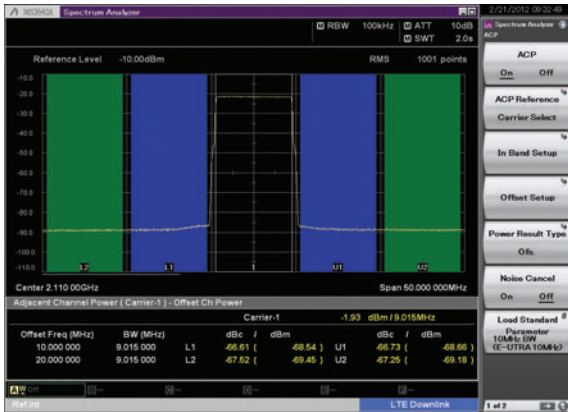 MS2692A Spectrum Analyzer
2/21/2012 09:32:49
Spectrum Analyzer
ACP
RBW 100kHz ATT 10dB
SWT 2.0s
Reference Level -10.00dBm RMS 1001 points
-10.0
-20.0
-30.0
-40.0
-50.0
-60.0
-70.0
-80.0
-90.0
-100.0
-110.0
L2 L1 1 U1 U2
Center 2.110 00GHz Span 50.000 000MHz
Adjacent Channel Power ( Carrier-1 ) - Offset Ch Power
Carrier-1 -1.93 dBm / 9.015MHz
Offset Freq (MHz) BW (MHz) dBc / dBm dBc / dBm
10.000 000 9.015 000 L1 -66.61 ( -68.54 ) U1 -66.73 ( -68.66 )
20.000 000 9.015 000 L2 -67.52 ( -69.45 ) U2 -67.25 ( -69.18 )
Ref.Int LTE Downlink
ACP
On Off
ACP Reference
Carrier Select
In Band Setup
Offset Setup
Power Result Type
Ofs.
Noise Cancel
On Off
Load Standard
Parameter
10MHz BW
(E-UTRA 10MHz)
1 of 2